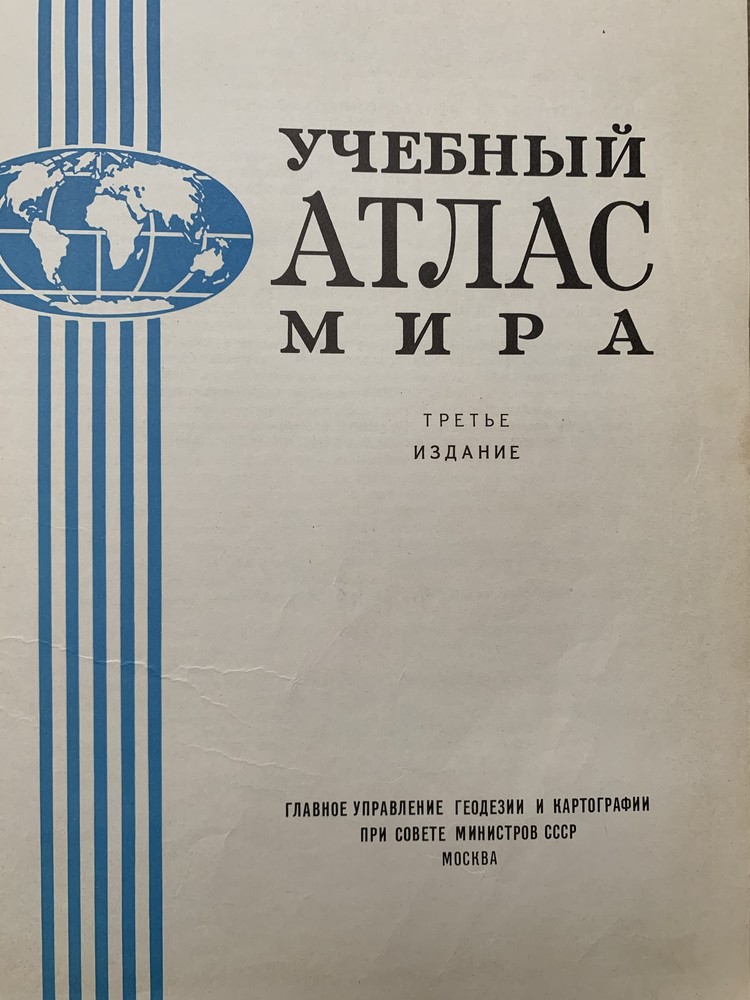 УЧЕБНЫЙ
АТЛАС
МИРА
ТРЕТЬЕ
ИЗДАНИЕ
ГЛАВНОЕ УПРАВЛЕНИЕ ГЕОДЕЗИИ И КАРТОГРАФИИ
ПРИ СОВЕТЕ МИНИСТРОВ СССР
МОСКВА